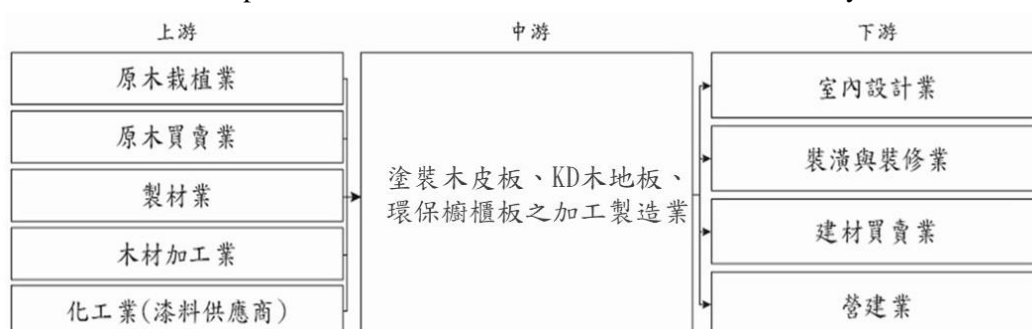 上游
中游
下游
原木栽植業
原木買賣業
製材業
木材加工業
化工業(漆料供應商)
塗裝木皮板、KD木地板、
環保櫥櫃板之加工製造業
室內設計業
裝潢與裝修業
建材買賣業
營建業